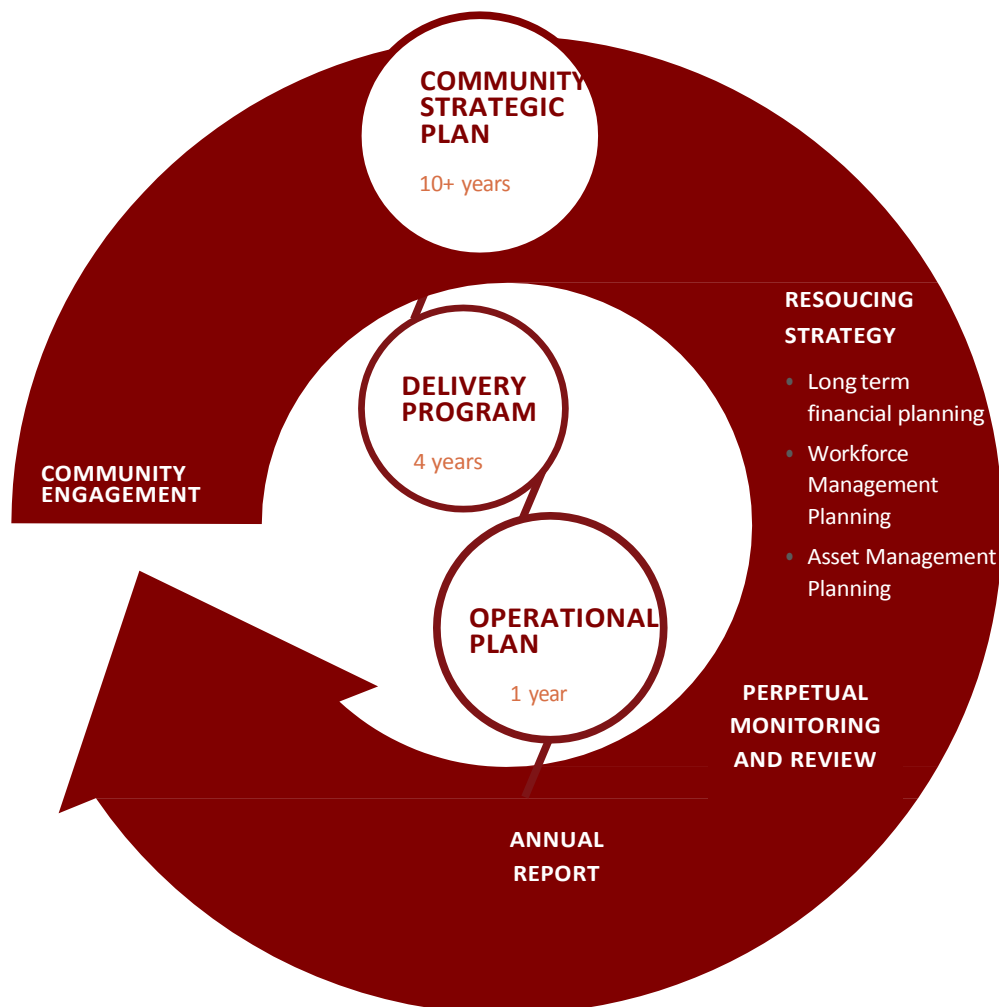 COMMUNITY
STRATEGIC
PLAN
10+ years
RESOUCING
STRATEGY
• Long term
financial planning
• Workforce
Management
Planning
• Asset Management
Planning
DELIVERY
PROGRAM
4 years
COMMUNITY
ENGAGEMENT
OPERATIONAL
PLAN
1 year
PERPETUAL
MONITORING
AND REVIEW
ANNUAL
REPORT